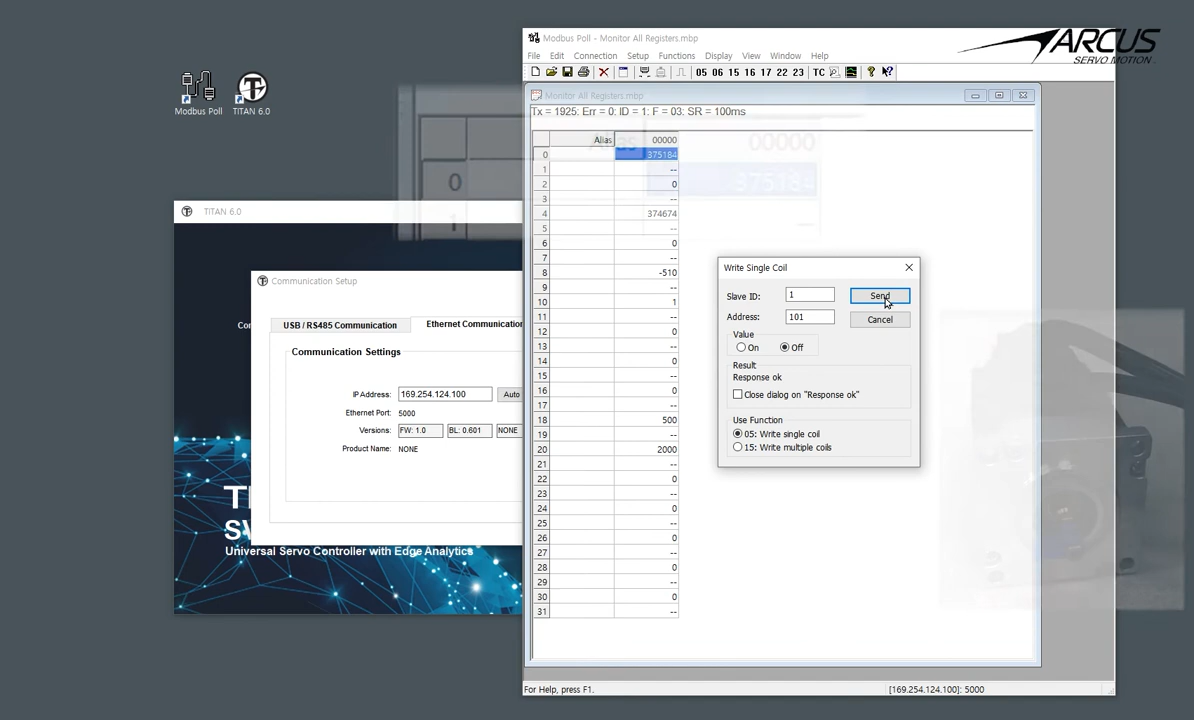 ARCUS
SERVO MOTION
Modbus Poll
TITAN 6.0
Modbus Poll - Monitor All Registers.mbp
File Edit Connection Setup Functions Display View Window Help
05 06 15 16 17 22 23 TC
Monitor All Registers.mbp
Tx = 1925: Err = 0: ID = 1: F = 03: SR = 100ms
Alias 00000
0 375184
1 --
2 0
3 --
4 374674
5 --
6 0
7 --
8 -510
9 --
10 1
11 --
12 0
13 --
14 0
15 --
16 0
17 --
18 500
19 --
20 2000
21 --
22 0
23 --
24 0
25 --
26 0
27 --
28 0
29 --
30 0
31 --
Alias 00000
0 375184
1 --
For Help, press F1.
[169.254.124.100]: 5000
Write Single Coil
Slave ID: 1 Send
Address: 101 Cancel
Value
On Off
Result
Response ok
Close dialog on "Response ok"
Use Function
05: Write single coil
15: Write multiple coils
TITAN 6.0
Communication Setup
USB / RS485 Communication
Ethernet Communication
Communication Settings
IP Address: 169.254.124.100 Auto
Ethernet Port: 5000
Versions: FW: 1.0 BL: 0.601 NONE
Product Name: NONE
Universal Servo Controller with Edge Analytics